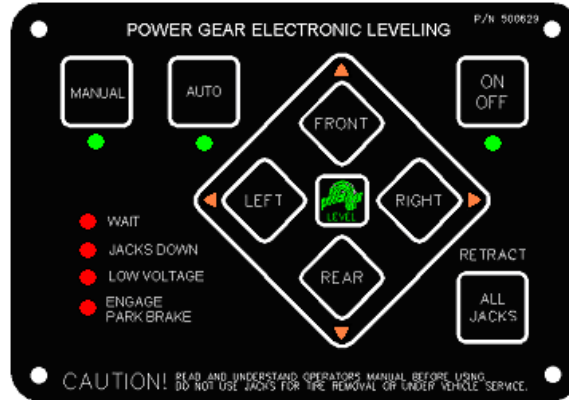 P/N 500629
POWER GEAR ELECTRONIC LEVELING
MANUAL
AUTO
ON
OFF
FRONT
LEFT
LEVEL
RIGHT
REAR
WAIT
JACKS DOWN
LOW VOLTAGE
ENGAGE
PARK BRAKE
RETRACT
ALL
JACKS
CAUTION! READ AND UNDERSTAND OPERATORS MANUAL BEFORE USING.
DO NOT USE JACKS FOR TIRE REMOVAL OR UNDER VEHICLE SERVICE.